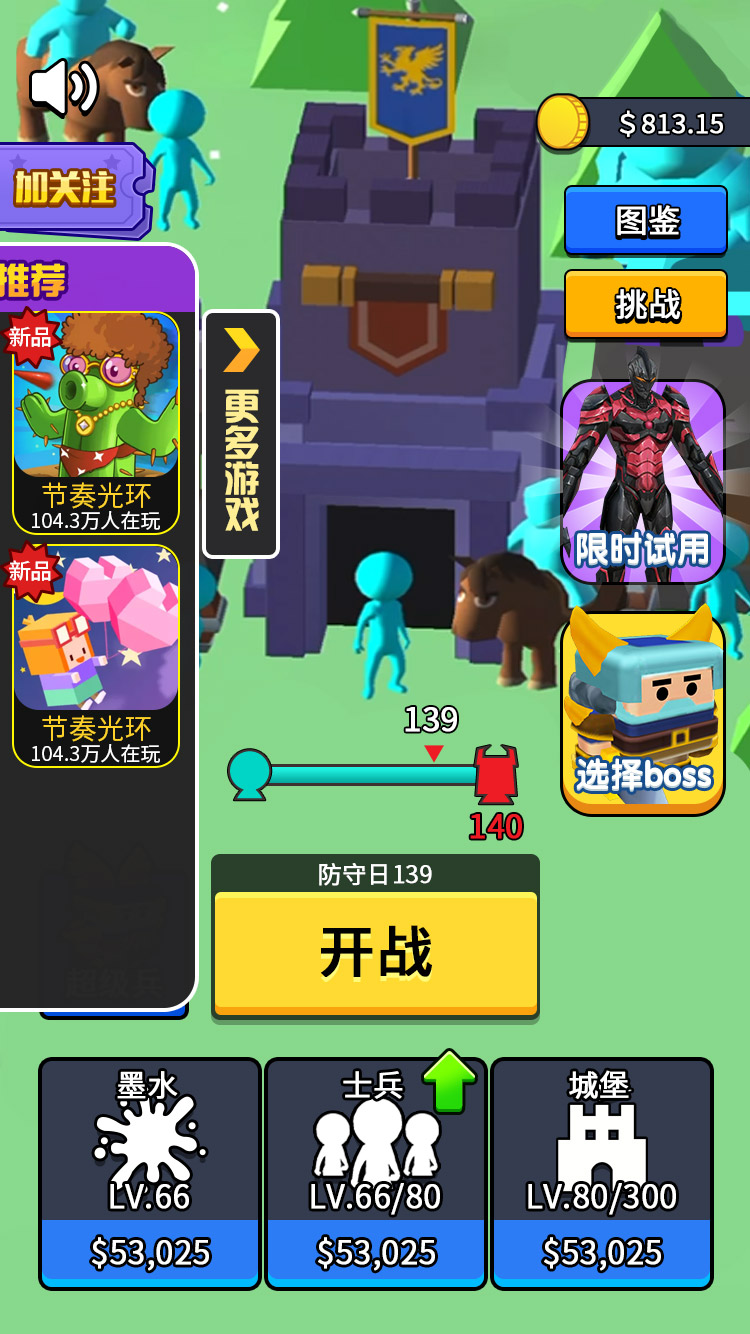 $813.15
加关注
图鉴
推荐
挑战
新品
更多游戏
节奏光环
104.3万人在玩
限时试用
新品
节奏光环
104.3万人在玩
139
选择boss
140
防守日139
开战
超级兵
墨水
士兵
城堡
LV.66
LV.66/80
LV.80/300
$53,025
$53,025
$53,025